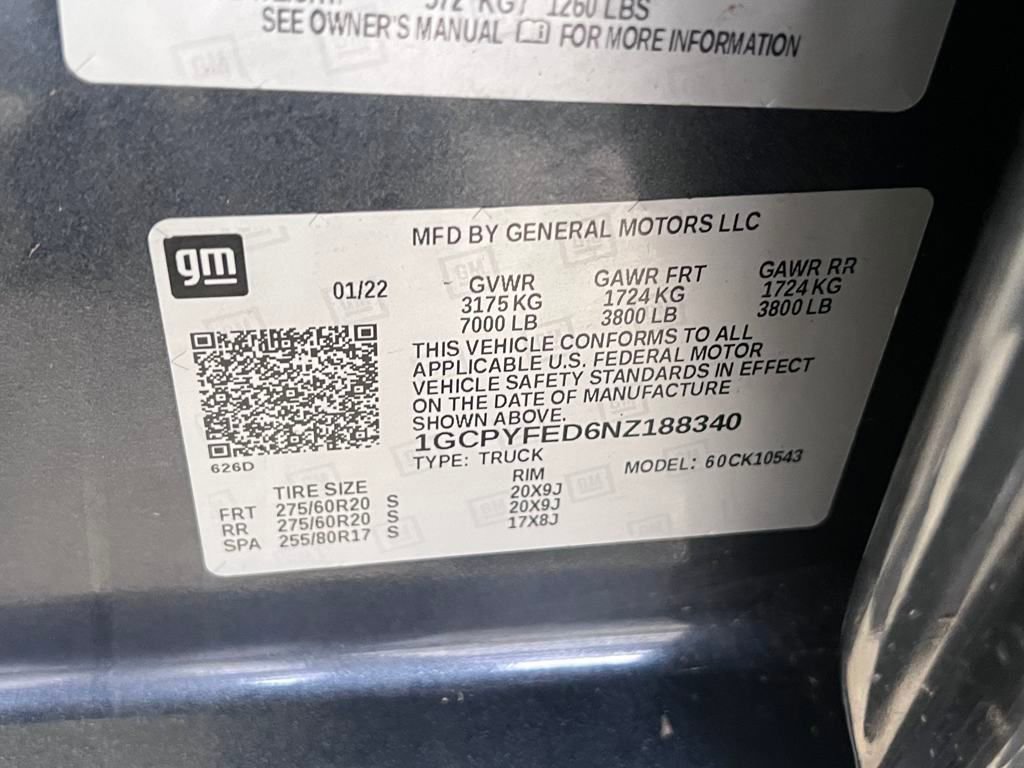 572 KG/ 1260 LBS
SEE OWNER'S MANUAL FOR MORE INFORMATION
gm
MFD BY GENERAL MOTORS LLC
01/22
GVWR
3175 KG
7000 LB
GAWR FRT
1724 KG
3800 LB
GAWR RR
1724 KG
3800 LB
THIS VEHICLE CONFORMS TO ALL
APPLICABLE U.S. FEDERAL MOTOR
VEHICLE SAFETY STANDARDS IN EFFECT
ON THE DATE OF MANUFACTURE
SHOWN ABOVE.
1GCPYFED6NZ188340
TYPE: TRUCK
MODEL: 60CK10543
626D
TIRE SIZE RIM
FRT 275/60R20 S 20X9J
RR 275/60R20 S 20X9J
SPA 255/80R17 S 17X8J